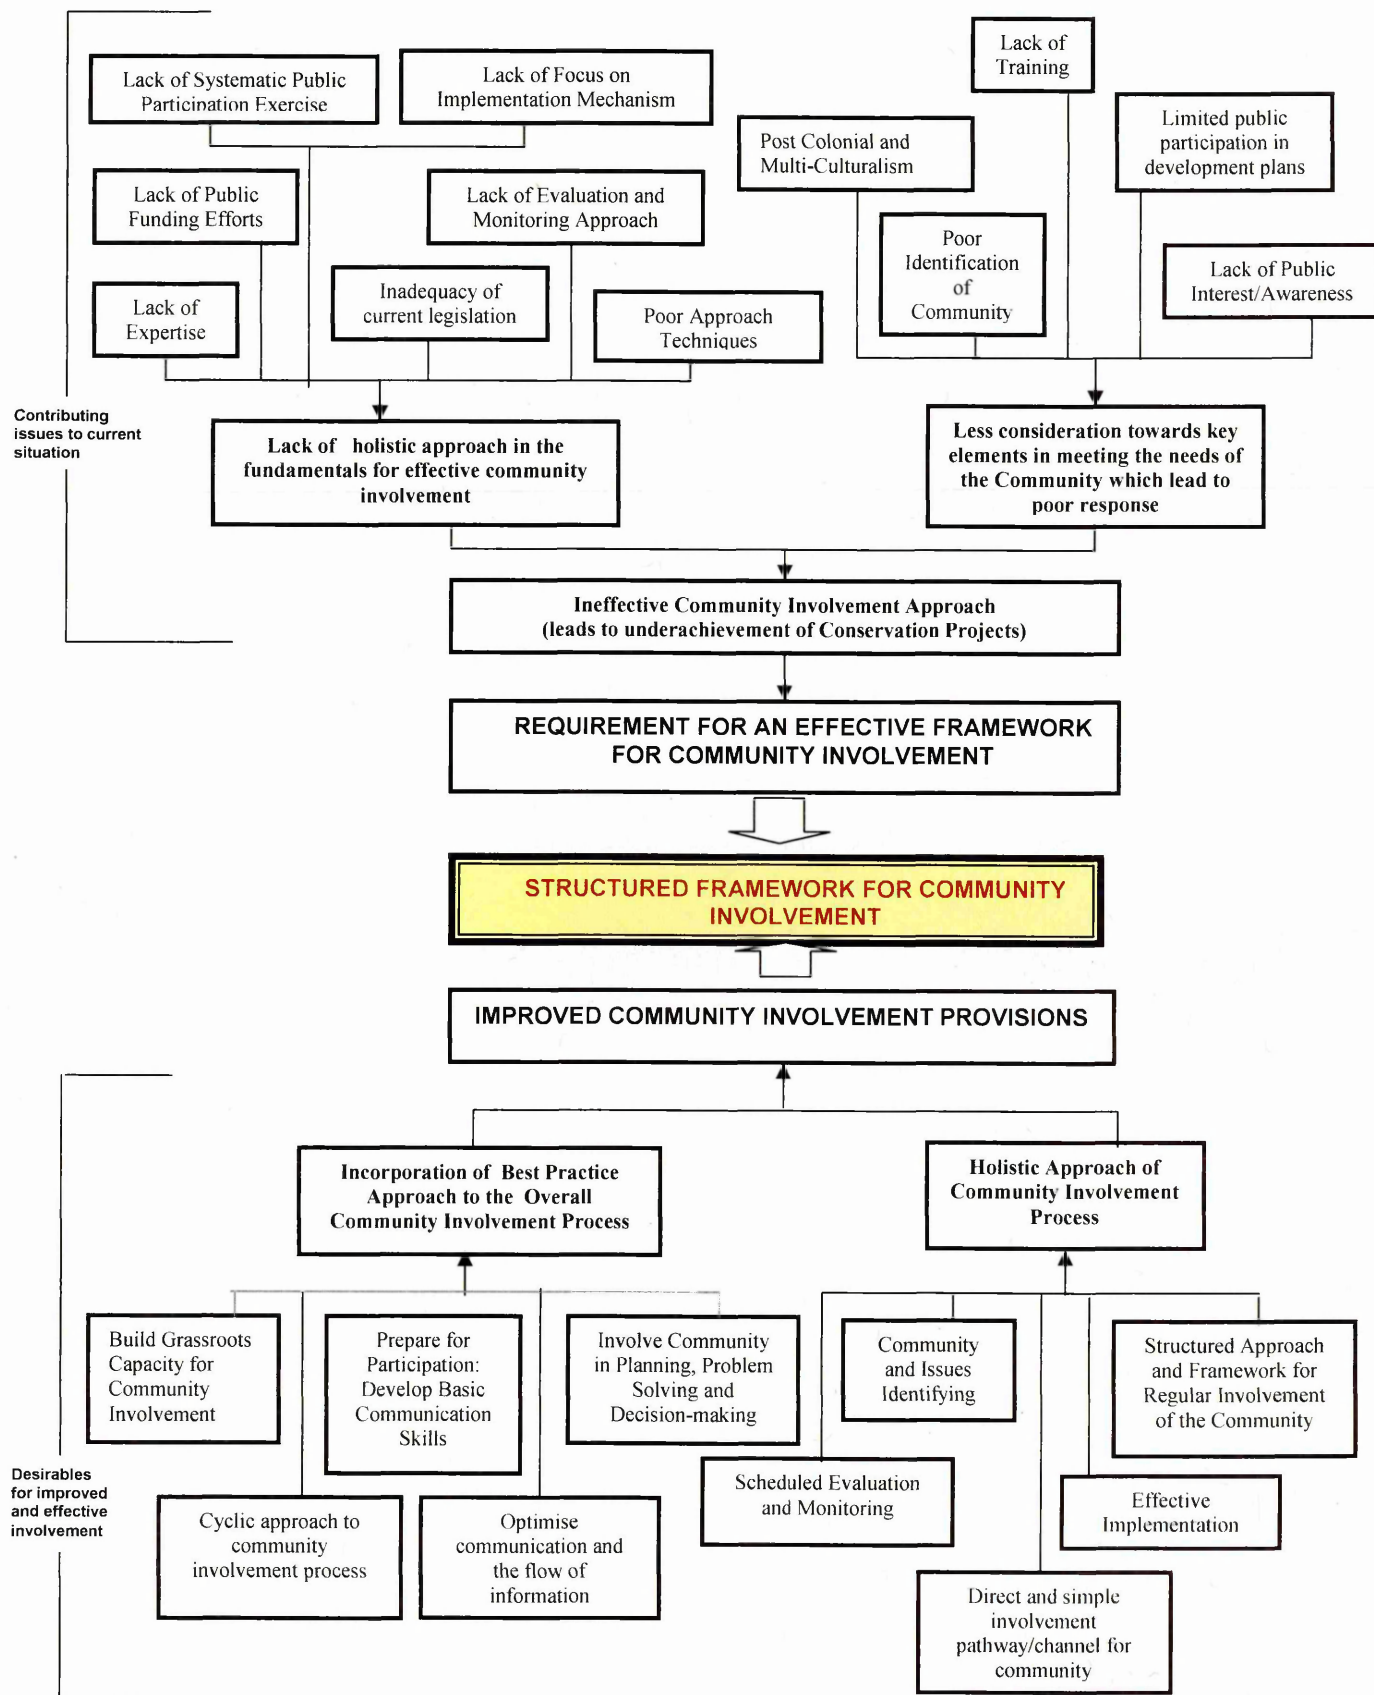 Lack of Systematic Public
Participation Exercise
Lack of Focus on
Implementation Mechanism
Lack of
Training
Post Colonial and
Multi-Culturalism
Limited public
participation in
development plans
Lack of Public
Funding Efforts
Lack of Evaluation and
Monitoring Approach
Poor
Identification
of
Community
Lack of Public
Interest/Awareness
Lack of
Expertise
Inadequacy of
current legislation
Poor Approach
Techniques
Contributing
issues to current
situation
Lack of holistic approach in the
fundamentals for effective community
involvement
Less consideration towards key
elements in meeting the needs of
the Community which lead to
poor response
Ineffective Community Involvement Approach
(leads to underachievement of Conservation Projects)
REQUIREMENT FOR AN EFFECTIVE FRAMEWORK
FOR COMMUNITY INVOLVEMENT
STRUCTURED FRAMEWORK FOR COMMUNITY
INVOLVEMENT
IMPROVED COMMUNITY INVOLVEMENT PROVISIONS
Incorporation of Best Practice
Approach to the Overall
Community Involvement Process
Holistic Approach of
Community Involvement
Process
Build Grassroots
Capacity for
Community
Involvement
Prepare for
Participation:
Develop Basic
Communication
Skills
Involve Community
in Planning, Problem
Solving and
Decision-making
Community
and Issues
Identifying
Structured Approach
and Framework for
Regular Involvement
of the Community
Desirables
for improved
and effective
involvement
Cyclic approach to
community
involvement process
Optimise
communication and
the flow of
information
Scheduled Evaluation
and Monitoring
Effective
Implementation
Direct and simple
involvement
pathway/channel for
community